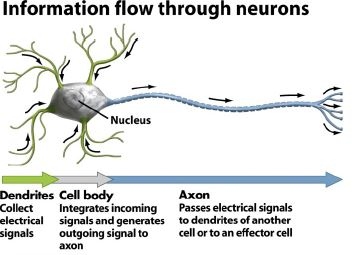 Information flow through neurons
Nucleus
Dendrites
Collect
electrical
signals
Cell body
Integrates incoming
signals and generates
outgoing signal to
axon
Axon
Passes electrical signals
to dendrites of another
cell or to an effector cell